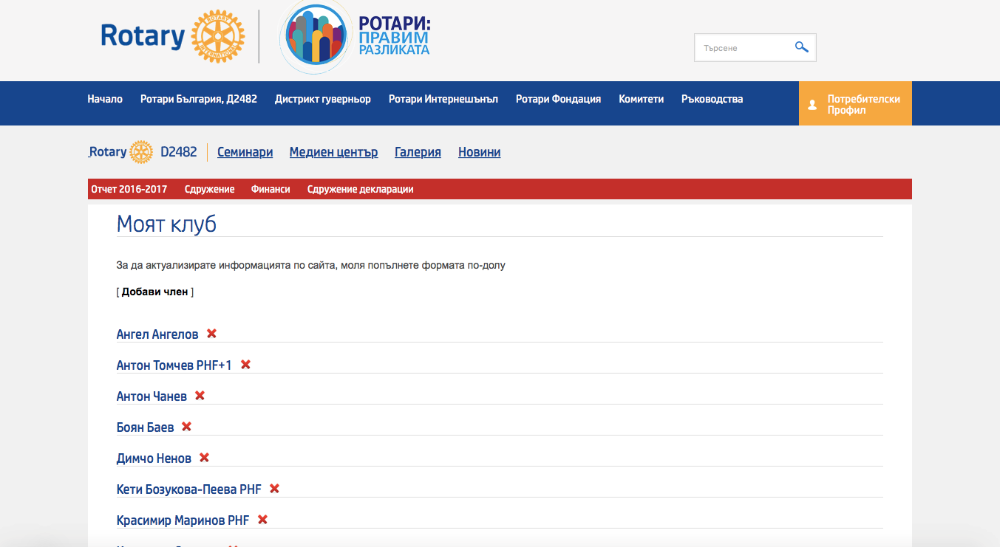 Rotary
ROTARY
INTERNATIONAL
РОТАРИ:
ПРАВИМ
РАЗЛИКАТА
Търсене
Начало Ротари България, Д2482 Дистрикт гуверньор Ротари Интернешънъл Ротари Фондация Комитети Ръководства
Потребителски
Профил
Rotary D2482 Семинари Медиен център Галерия Новини
Отчет 2016-2017 Сдружение Финанси Сдружение декларации
Моят клуб
За да актуализирате информацията по сайта, моля попълнете формата по-долу
[ Добави член ]
Ангел Ангелов
Антон Томчев PHF+1
Антон Чанев
Боян Баев
Димчо Ненов
Кети Бозукова-Пеева PHF
Красимир Маринов PHF